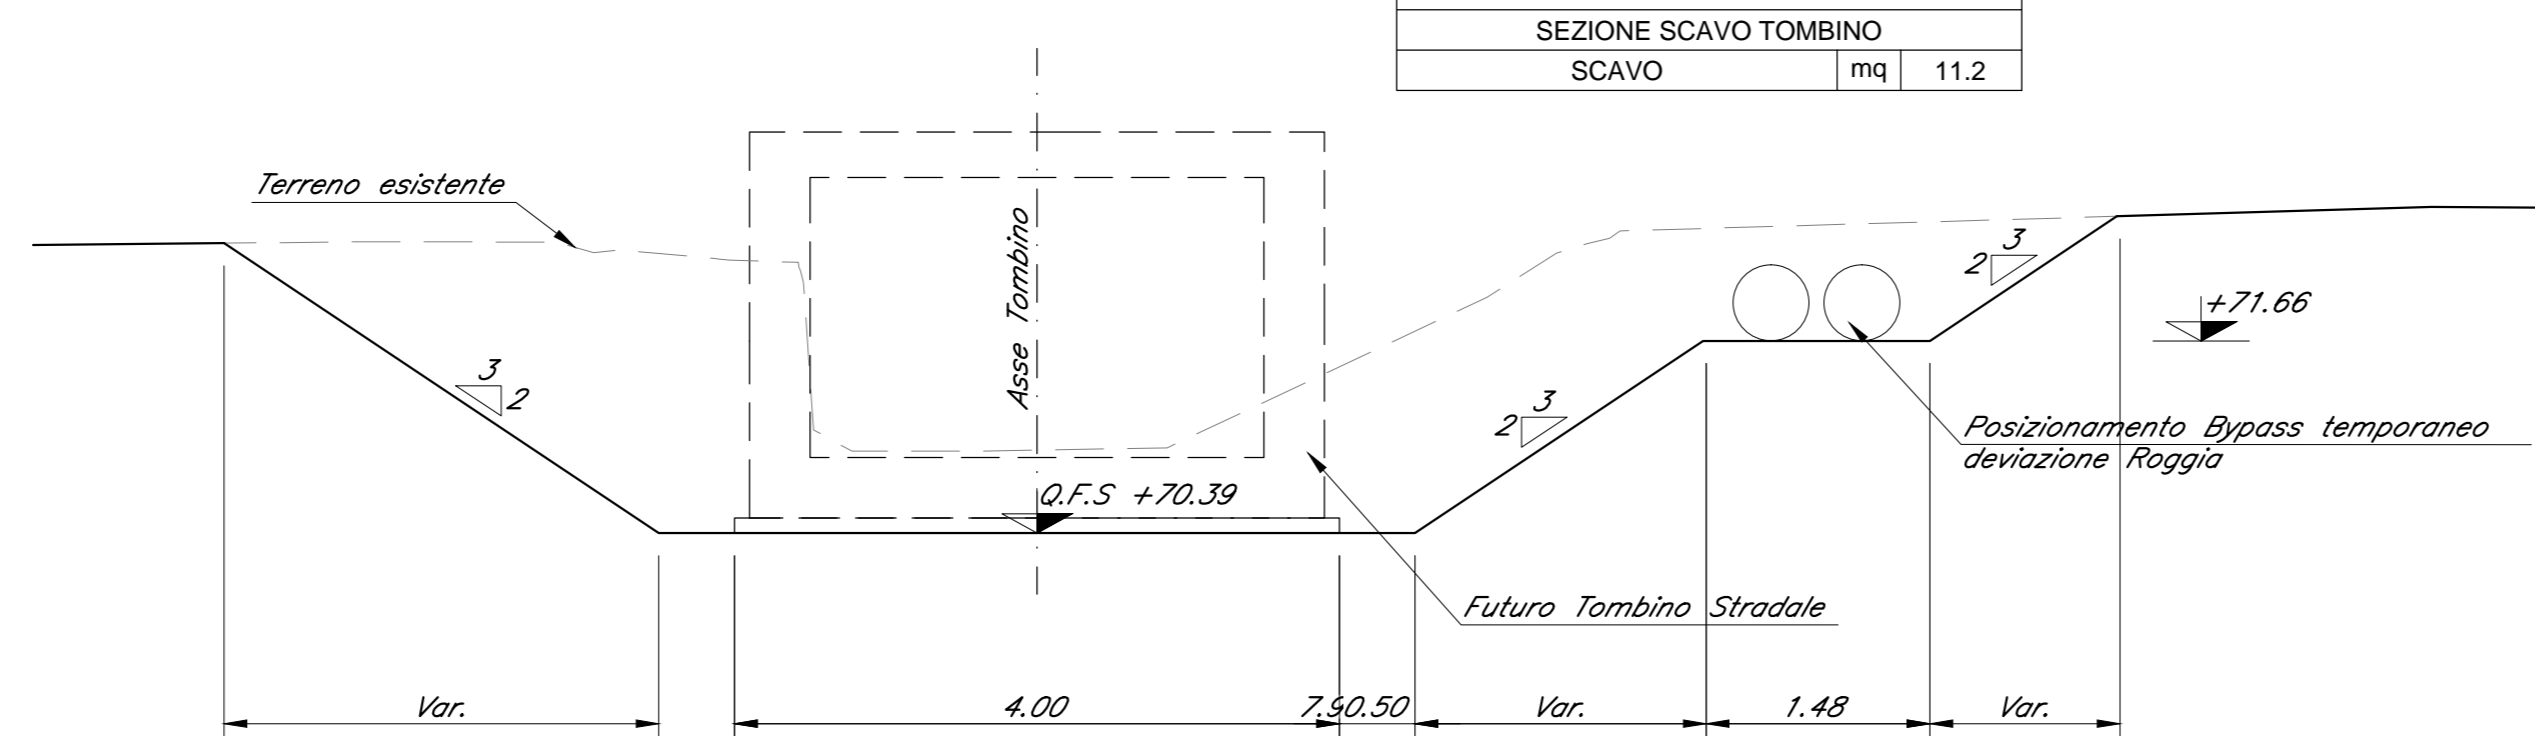 SEZIONE SCAVO TOMBINO
SCAVO mq 11.2
Terreno esistente
Asse Tombino
3
2
3
2
3
2
+71.66
Posizionamento Bypass temporaneo
deviazione Roggia
Q.F.S +70.39
Futuro Tombino Stradale
Var. 4.00 7.90.50 Var. 1.48 Var.